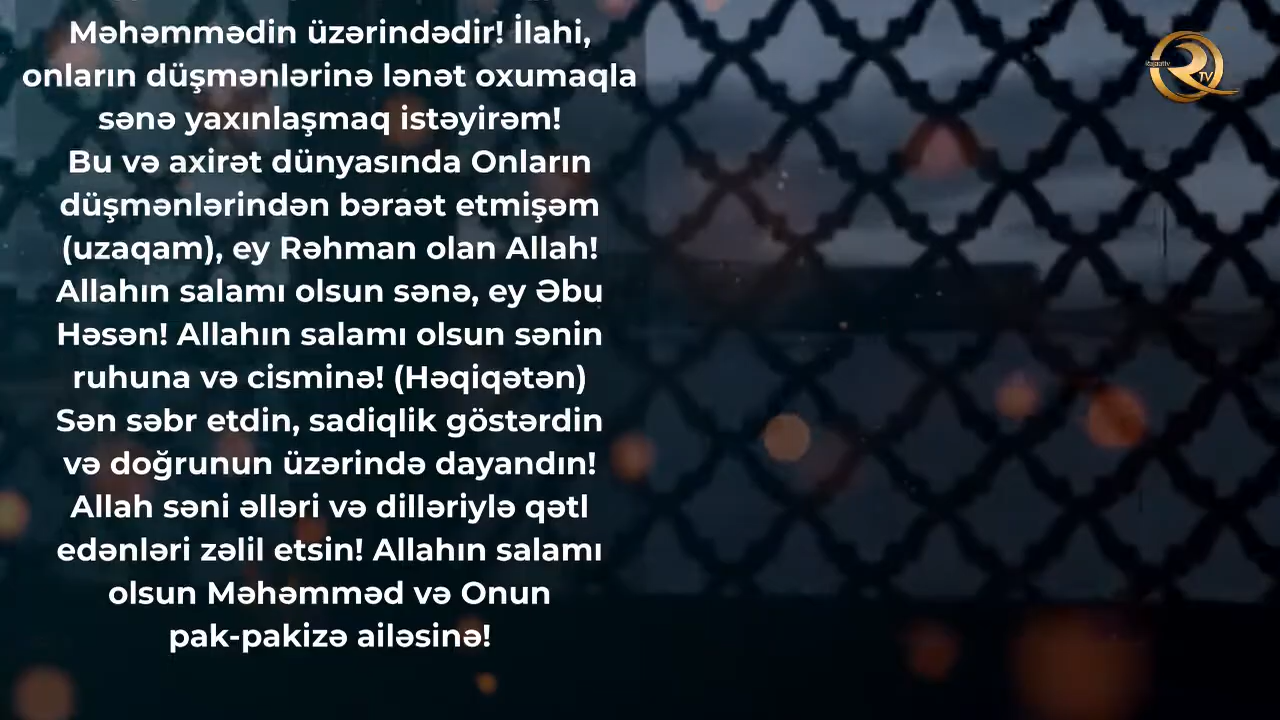 Məhəmmədin üzərindədir! İlahi,
onların düşmənlərinə lənət oxumaqla
sənə yaxınlaşmaq istəyirəm!
Bu və axirət dünyasında Onların
düşmənlərindən bəraət etmişəm
(uzaqam), ey Rəhman olan Allah!
Allahın salamı olsun sənə, ey Əbu
Həsən! Allahın salamı olsun sənin
ruhuna və cisminə! (Həqiqətən)
Sən səbr etdin, sadiqlik göstərdin
və doğrunun üzərində dayandın!
Allah səni əlləri və dilləriylə qətl
edənləri zəlil etsin! Allahın salamı
olsun Məhəmməd və Onun
pak-pakizə ailəsinə!
TV